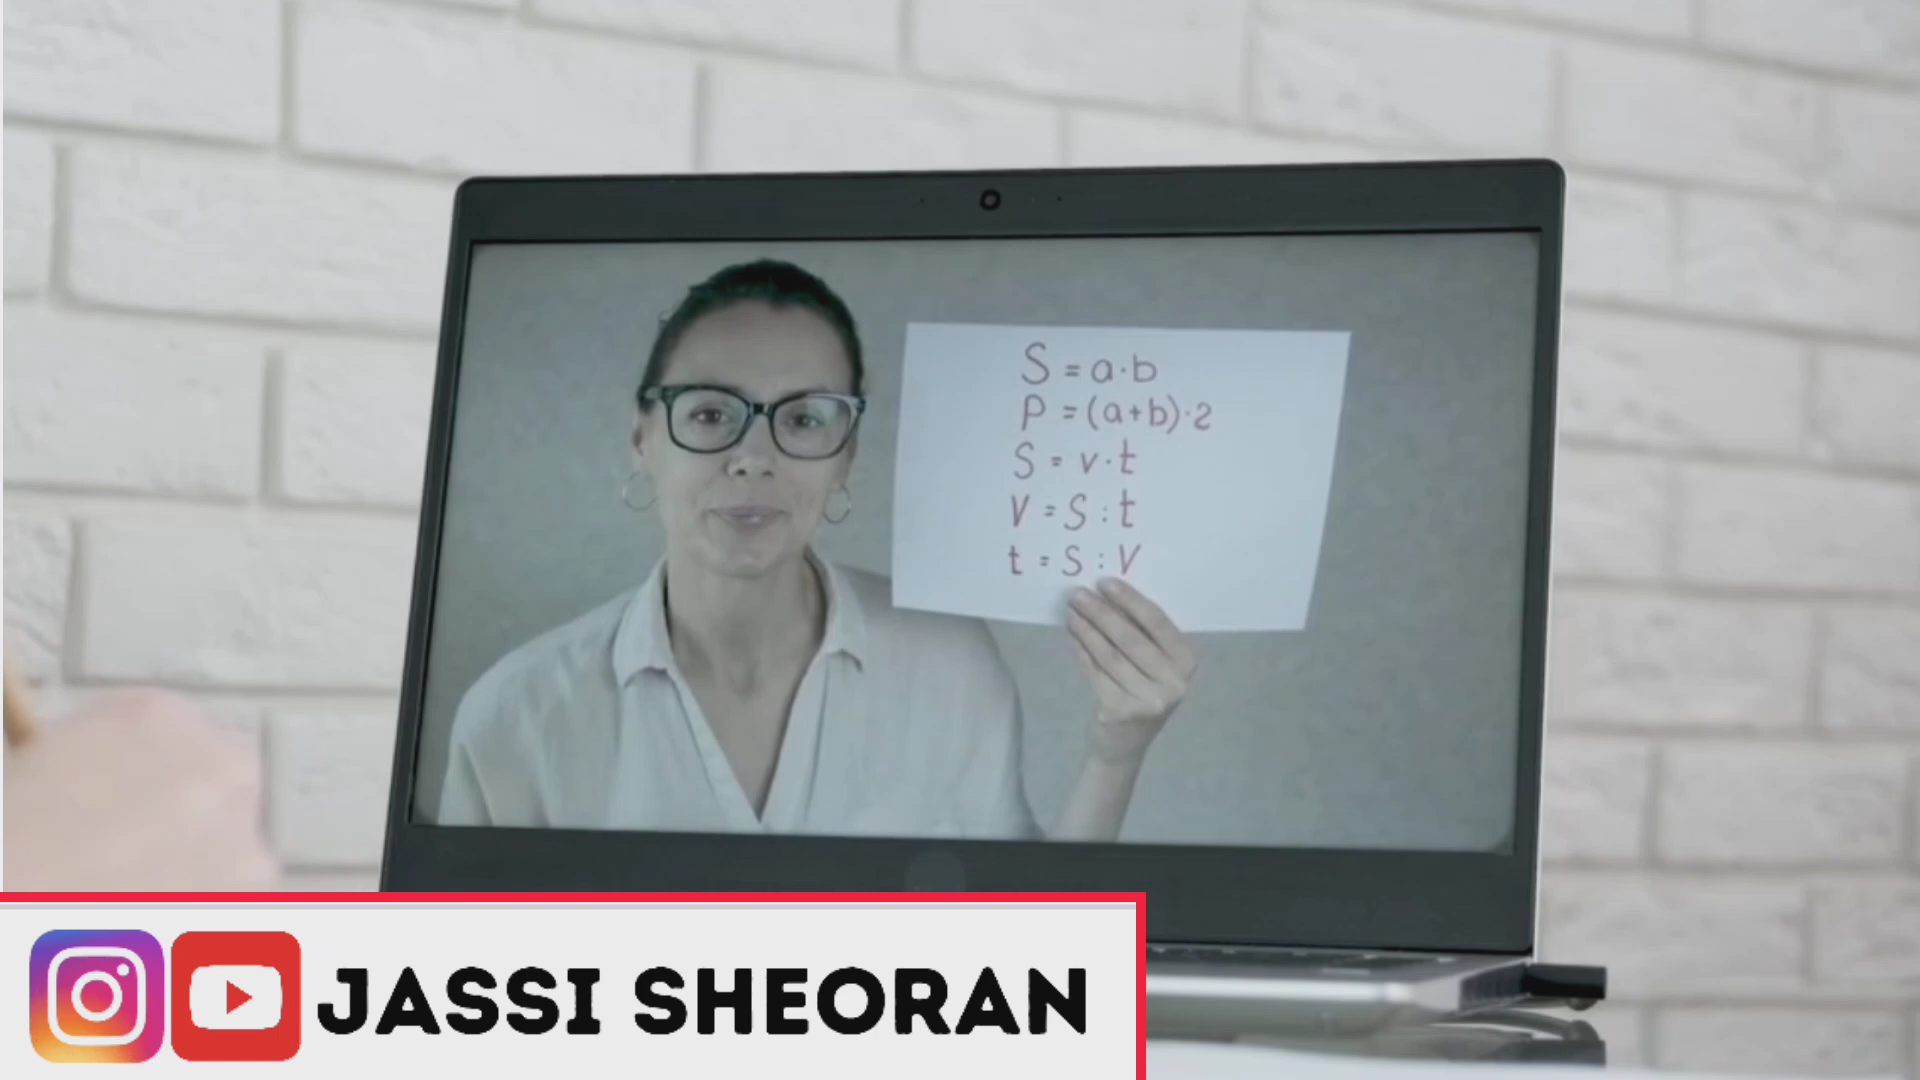 S = a·b
P = (a+b)·2
S = v·t
V = S:t
t = S:V
JASSI SHEORAN